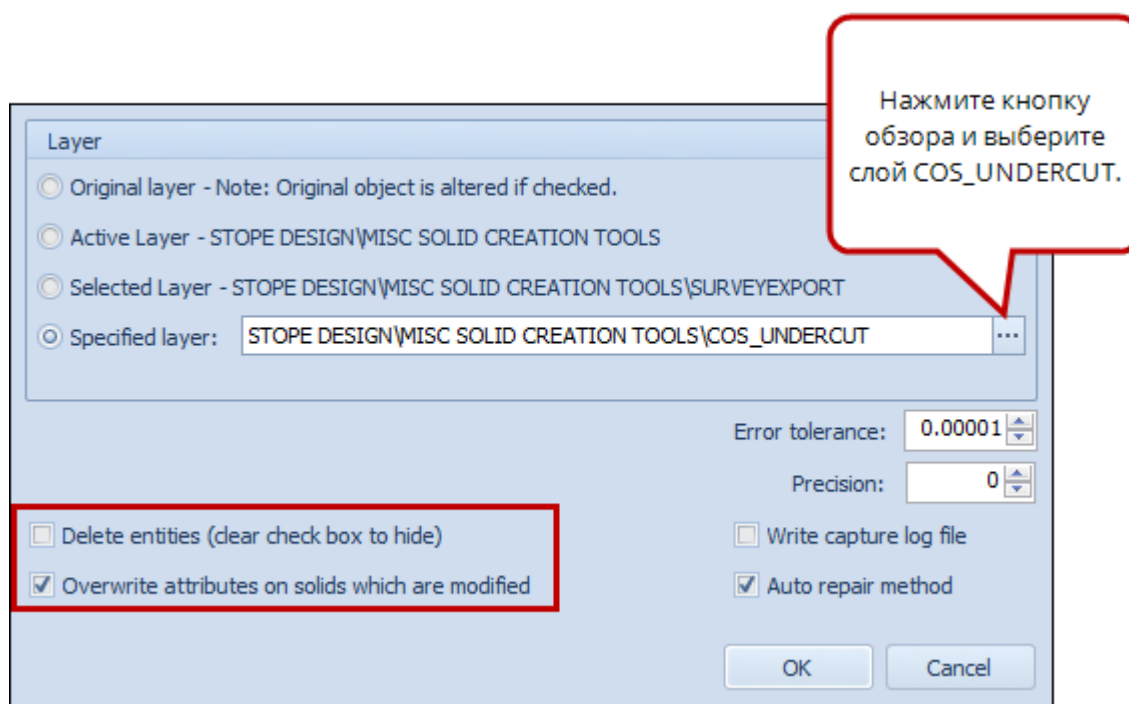 Нажмите кнопку
обзора и выберите
слой COS_UNDERCUT.
Layer
Original layer - Note: Original object is altered if checked.
Active Layer - STOPE DESIGN\MISC SOLID CREATION TOOLS
Selected Layer - STOPE DESIGN\MISC SOLID CREATION TOOLS\SURVEYEXPORT
Specified layer: STOPE DESIGN\MISC SOLID CREATION TOOLS\COS_UNDERCUT ...
Error tolerance: 0.00001
Precision: 0
Delete entities (clear check box to hide) Write capture log file
Overwrite attributes on solids which are modified Auto repair method
OK Cancel